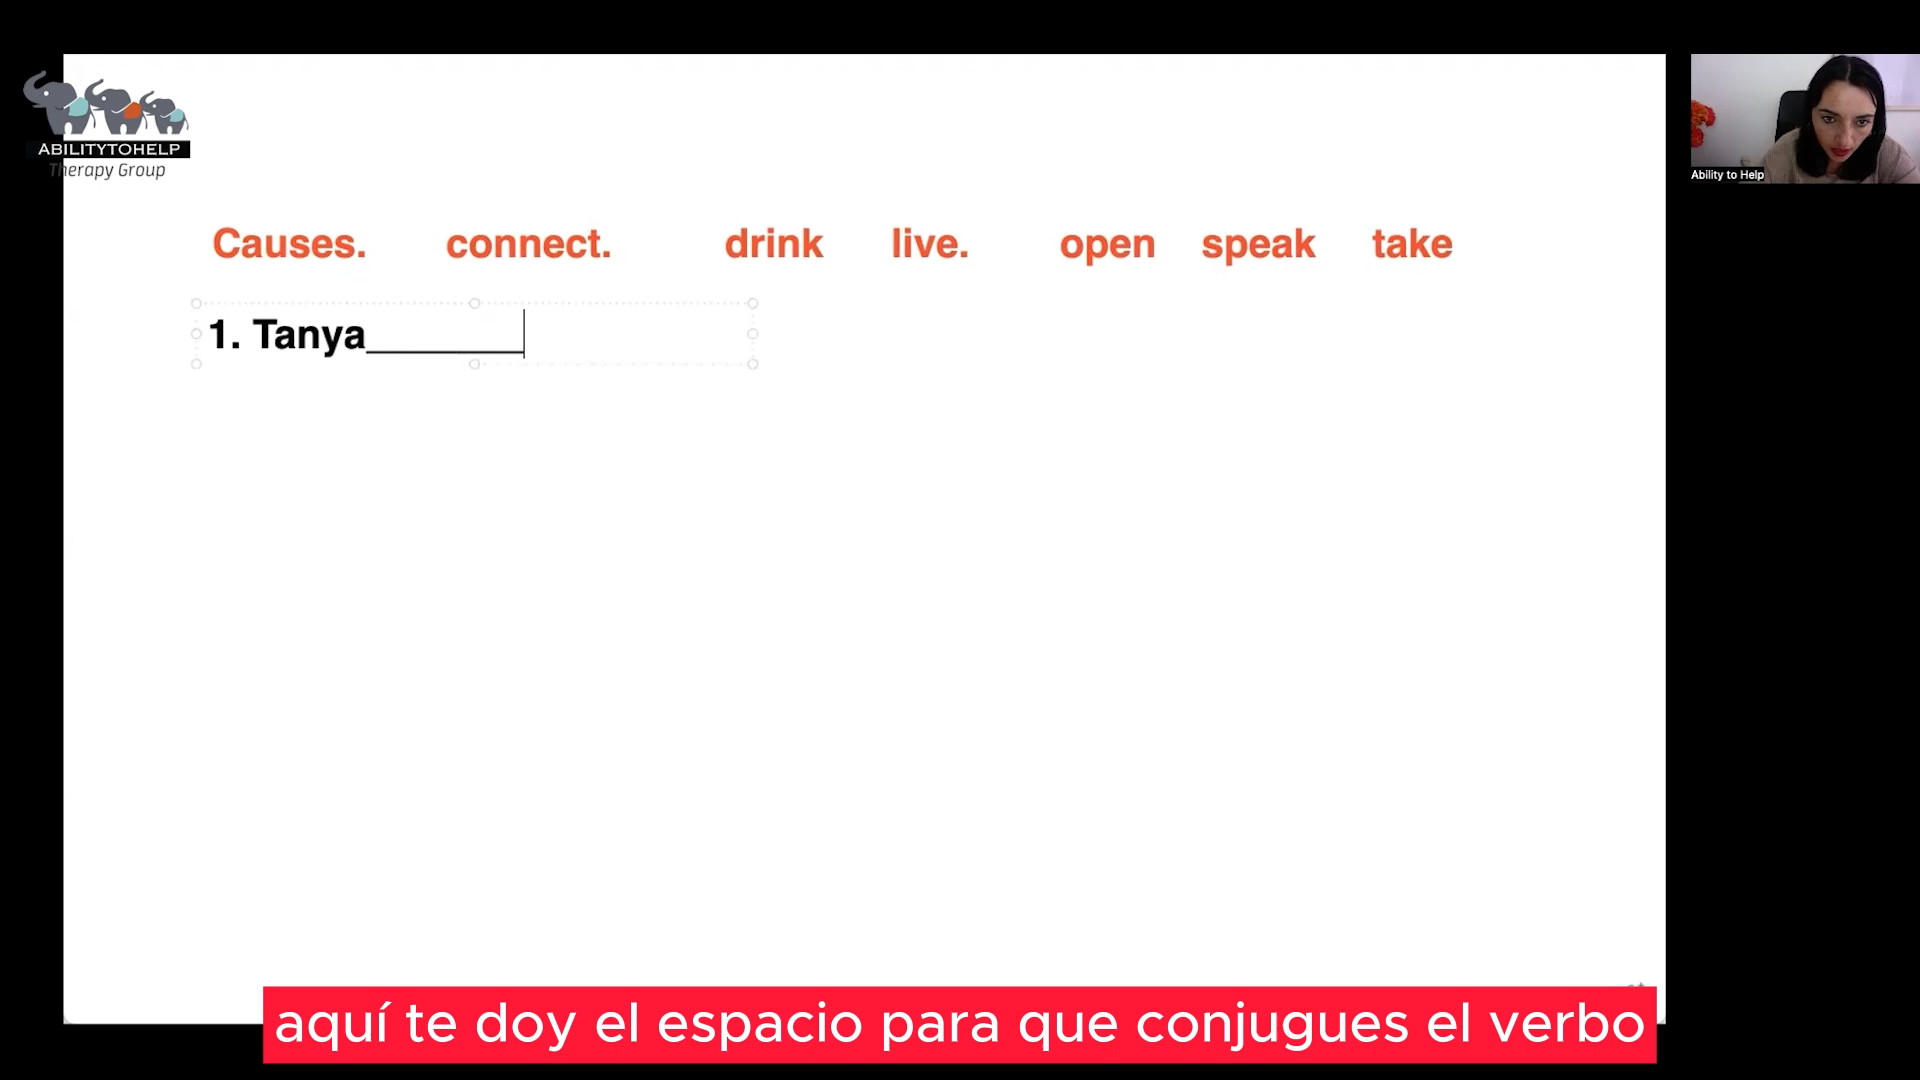 ABILITYTOHELP
Therapy Group
Ability to Help
Causes. connect. drink live. open speak take
1. Tanya_______
aquí te doy el espacio para que conjugues el verbo